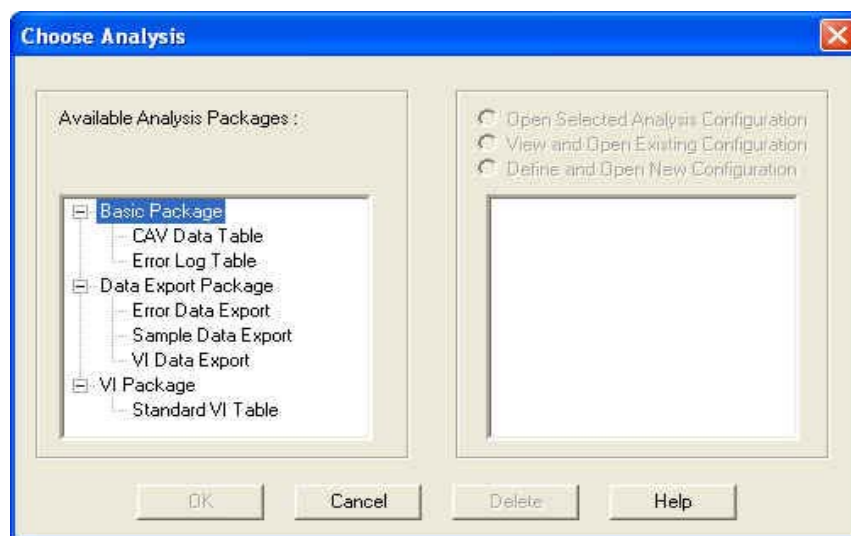 Choose Analysis
Available Analysis Packages :
Basic Package
CAV Data Table
Error Log Table
Data Export Package
Error Data Export
Sample Data Export
VI Data Export
VI Package
Standard VI Table
Open Selected Analysis Configuration
View and Open Existing Configuration
Define and Open New Configuration
OK
Cancel
Delete
Help